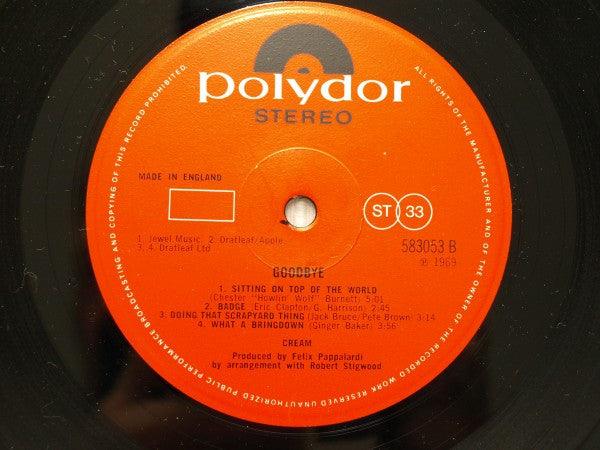 polydor
STEREO
MADE IN ENGLAND
ST 33
583053 B
℗ 1969
1. Jewel Music. 2. Dratleaf/Apple
3.4. Dratleaf Ltd
GOODBYE
1. SITTING ON TOP OF THE WORLD
(Chester "Howlin' Wolf" Burnett) 5:01
2. BADGE (Eric Clapton/G. Harrison) 2:45
3. DOING THAT SCRAPYARD THING (Jack Bruce/Pete Brown) 3:14
4. WHAT A BRINGDOWN (Ginger Baker) 3:56
CREAM
Produced by Felix Pappalardi
by arrangement with Robert Stigwood
ALL RIGHTS OF THE MANUFACTURER AND OF THE OWNER OF THE RECORDED WORK RESERVED UNAUTHORIZED PUBLIC PERFORMANCE BROADCASTING AND COPYING OF THIS RECORD PROHIBITED.